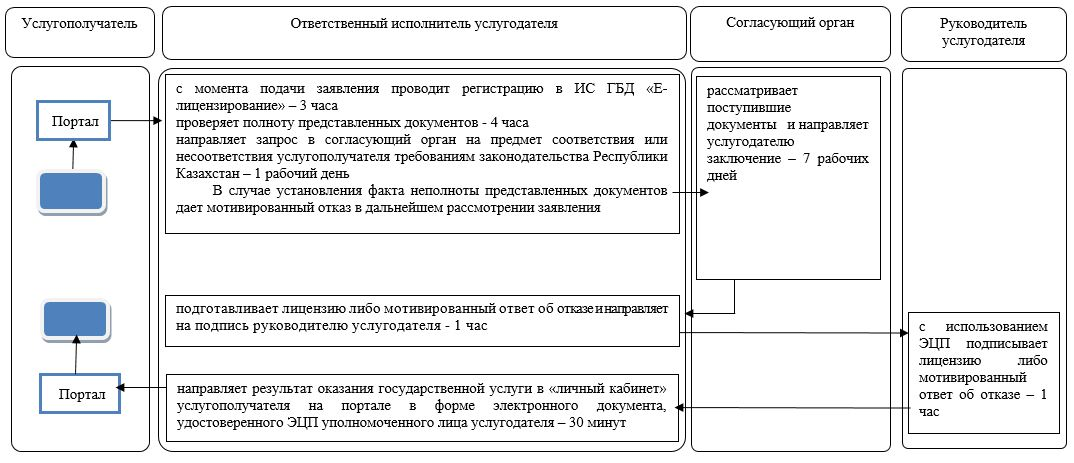 Услугополучатель
Ответственный исполнитель услугодателя
Согласующий орган
Руководитель
услугодателя
Портал
с момента подачи заявления проводит регистрацию в ИС ГБД «Е-
лицензирование» – 3 часа
проверяет полноту представленных документов - 4 часа
направляет запрос в согласующий орган на предмет соответствия или
несоответствия услугополучателя требованиям законодательства Республики
Казахстан – 1 рабочий день
В случае установления факта неполноты представленных документов
дает мотивированный отказ в дальнейшем рассмотрении заявления
рассматривает
поступившие
документы и направляет
услугодателю
заключение – 7 рабочих
дней
подготавливает лицензию либо мотивированный ответ об отказе и направляет
на подпись руководителю услугодателя - 1 час
с использованием
ЭЦП подписывает
лицензию либо
мотивированный
ответ об отказе – 1
час
Портал
направляет результат оказания государственной услуги в «личный кабинет»
услугополучателя на портале в форме электронного документа,
удостоверенного ЭЦП уполномоченного лица услугодателя – 30 минут